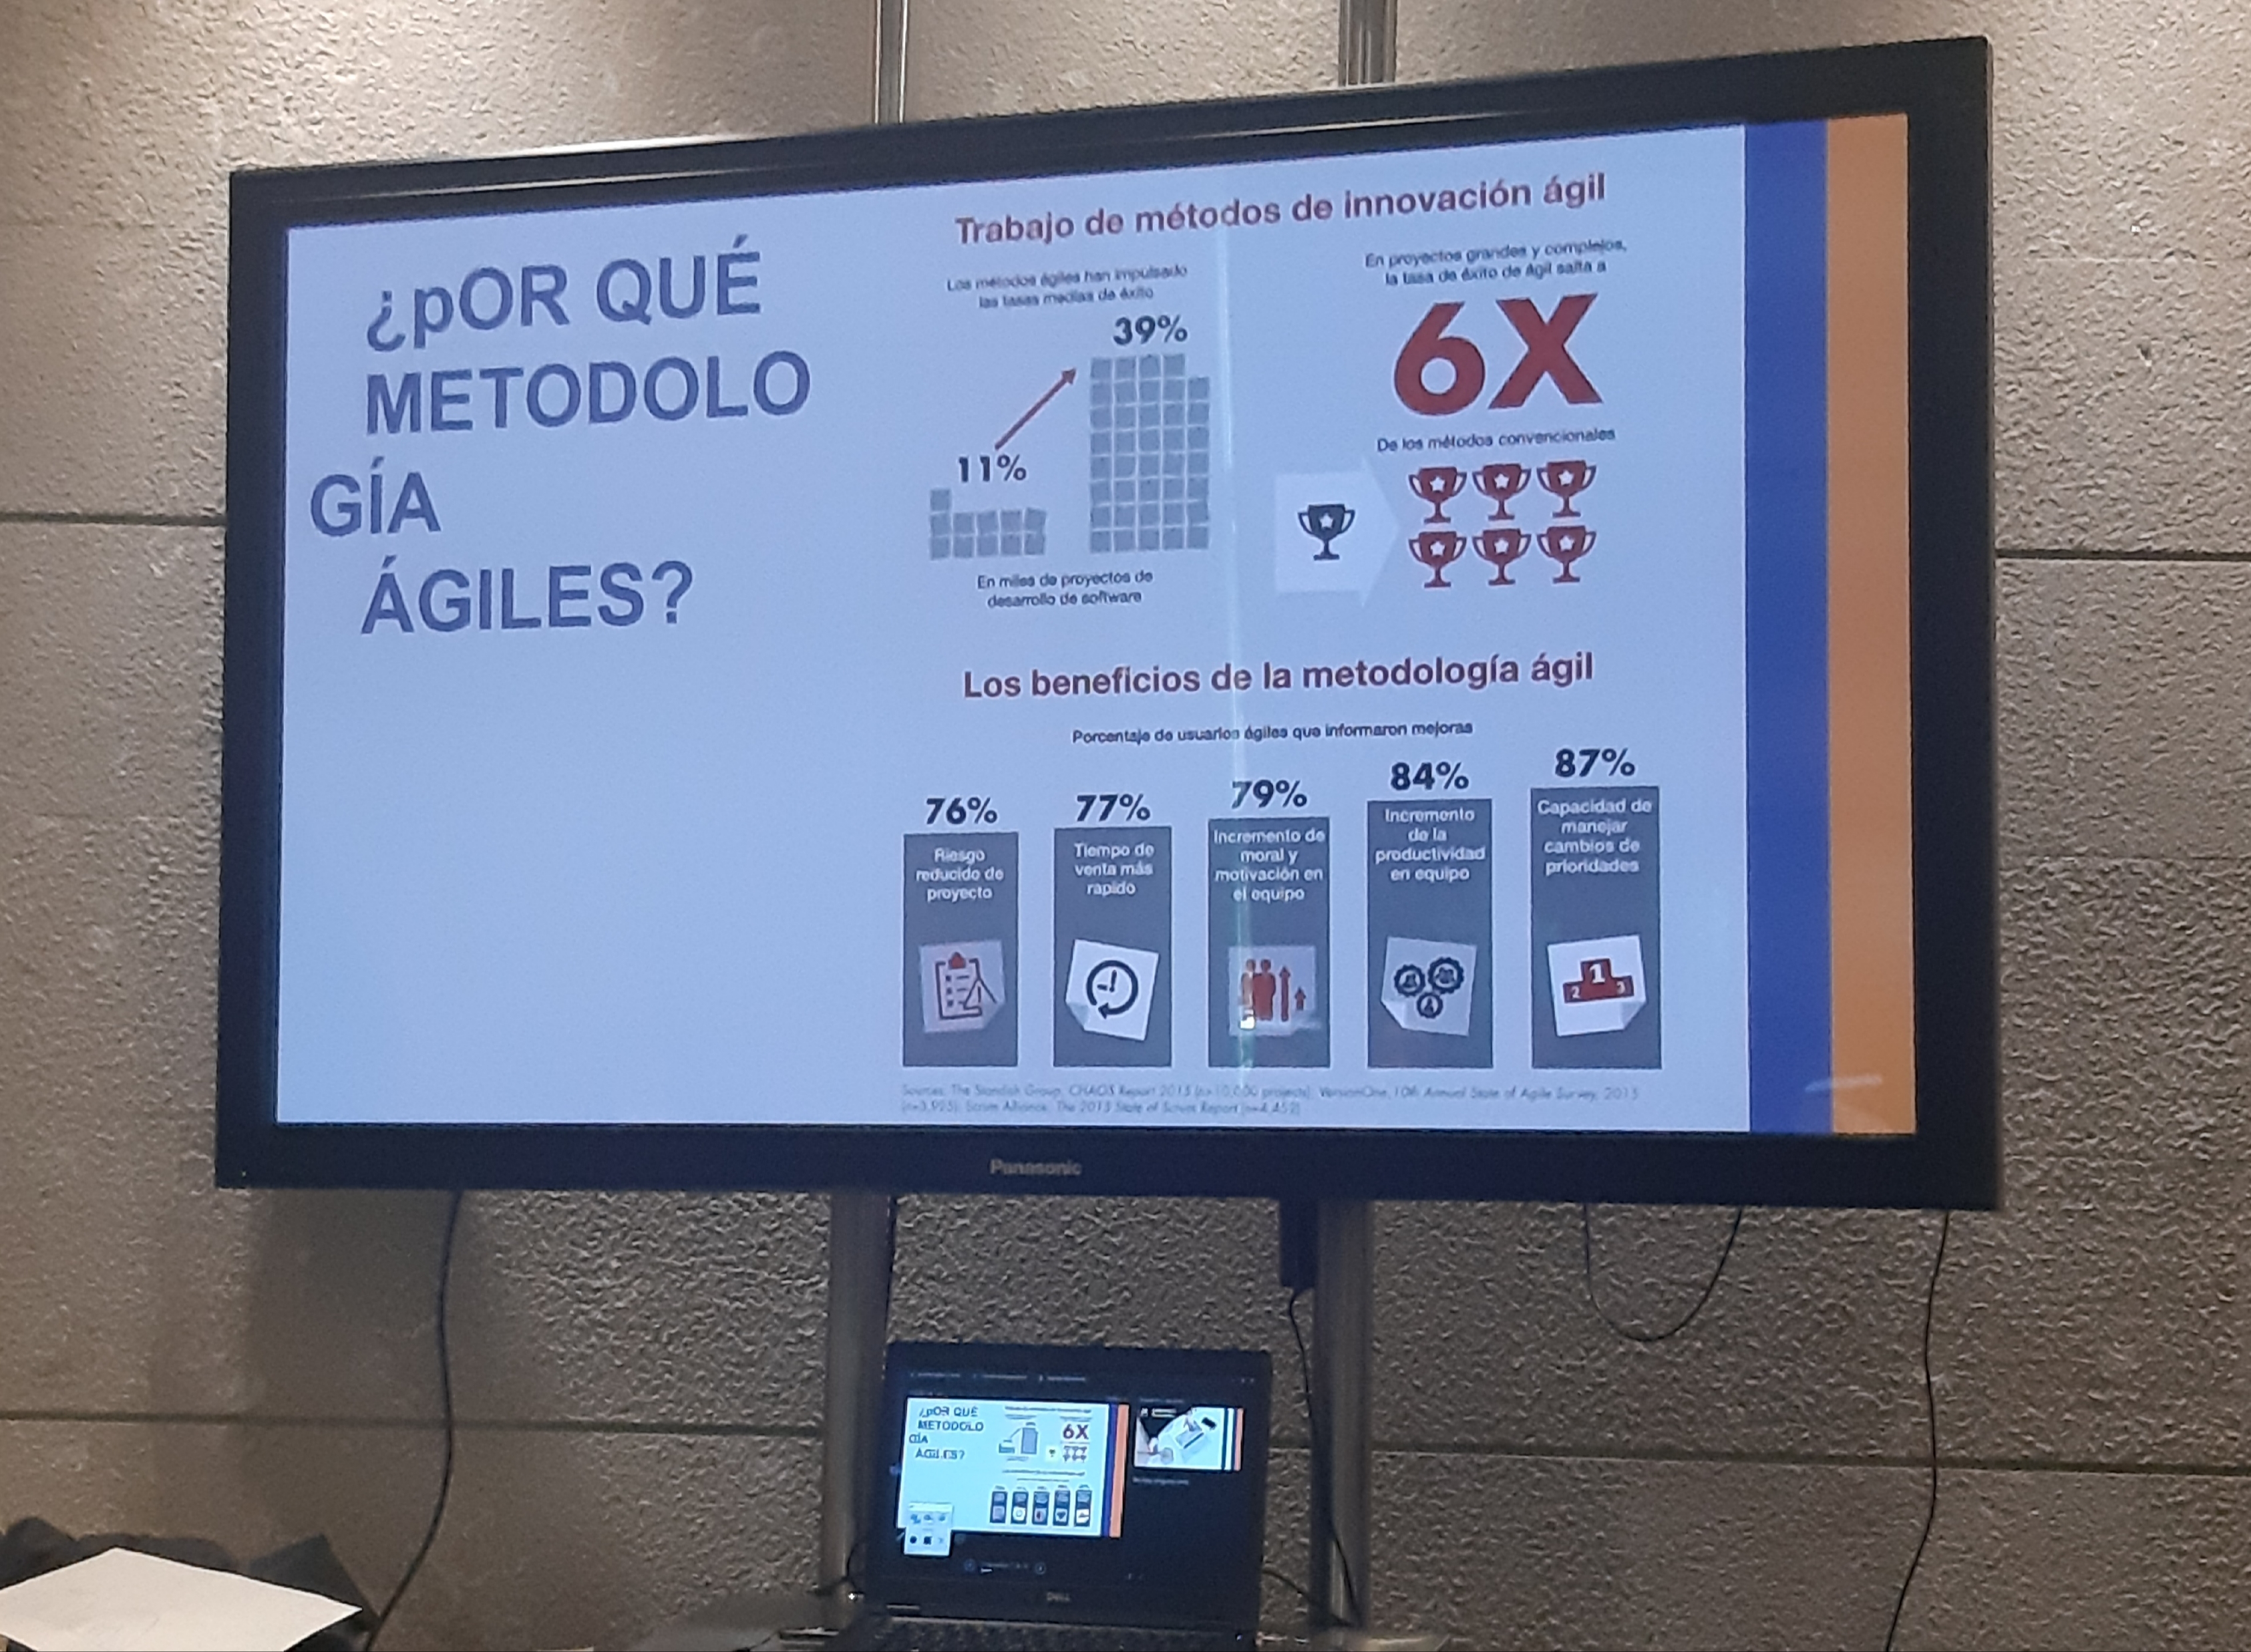 ¿pOR QUÉ
METODOLO
GÍA
ÁGILES?
Trabajo de métodos de innovación ágil
Los métodos ágiles han impulsado
las tasas medias de éxito
39%
11%
En miles de proyectos de
desarrollo de software
En proyectos grandes y complejos,
la tasa de éxito de ágil salta a
6X
De los métodos convencionales
Los beneficios de la metodología ágil
Porcentaje de usuarios ágiles que informaron mejoras
76%
Riesgo
reducido de
proyecto
77%
Tiempo de
venta más
rapido
79%
Incremento de
moral y
motivación en
el equipo
84%
Incremento
de la
productividad
en equipo
87%
Capacidad de
manejar
cambios de
prioridades
1
2 3
Sources: The Standish Group, CHAOS Report 2015 (n>10,000 projects); VersionOne, 10th Annual State of Agile Survey, 2015
(n=3,925); Scrum Alliance, The 2015 State of Scrum Report (n=4,452)
Panasonic
¿pOR QUÉ
METODOLO
GÍA
ÁGILES?
6X
DELL